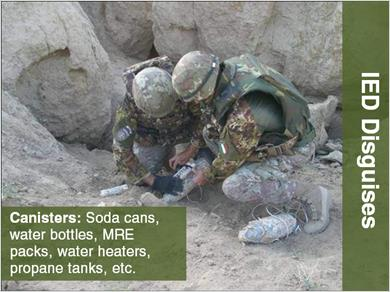 IED Disguises
Canisters: Soda cans,
water bottles, MRE
packs, water heaters,
propane tanks, etc.